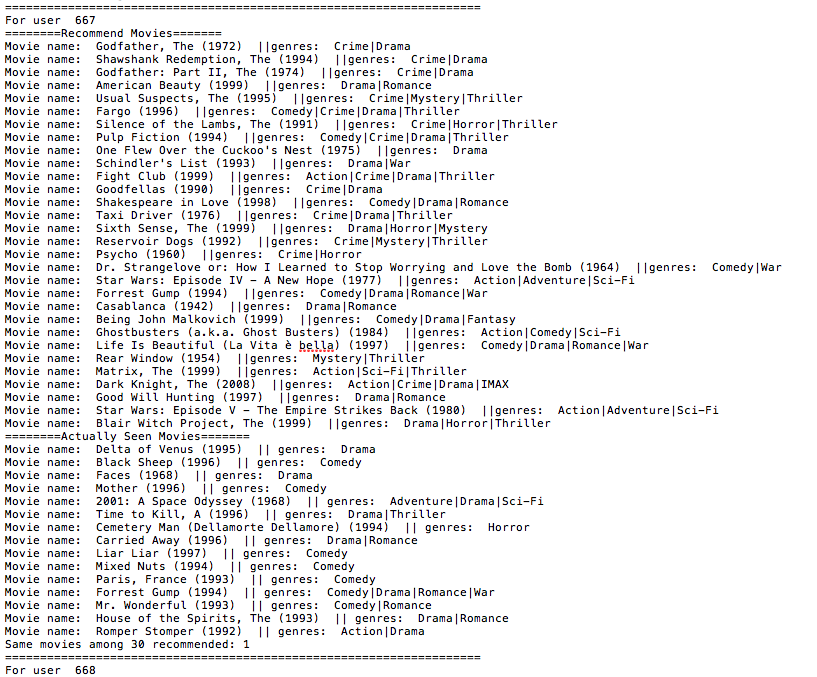 ====================================================================
For user  667
========Recommend Movies=======
Movie name:  Godfather, The (1972)  ||genres:  Crime|Drama
Movie name:  Shawshank Redemption, The (1994)  ||genres:  Crime|Drama
Movie name:  Godfather: Part II, The (1974)  ||genres:  Crime|Drama
Movie name:  American Beauty (1999)  ||genres:  Drama|Romance
Movie name:  Usual Suspects, The (1995)  ||genres:  Crime|Mystery|Thriller
Movie name:  Fargo (1996)  ||genres:  Comedy|Crime|Drama|Thriller
Movie name:  Silence of the Lambs, The (1991)  ||genres:  Crime|Horror|Thriller
Movie name:  Pulp Fiction (1994)  ||genres:  Comedy|Crime|Drama|Thriller
Movie name:  One Flew Over the Cuckoo's Nest (1975)  ||genres:  Drama
Movie name:  Schindler's List (1993)  ||genres:  Drama|War
Movie name:  Fight Club (1999)  ||genres:  Action|Crime|Drama|Thriller
Movie name:  Goodfellas (1990)  ||genres:  Crime|Drama
Movie name:  Shakespeare in Love (1998)  ||genres:  Comedy|Drama|Romance
Movie name:  Taxi Driver (1976)  ||genres:  Crime|Drama|Thriller
Movie name:  Sixth Sense, The (1999)  ||genres:  Drama|Horror|Mystery
Movie name:  Reservoir Dogs (1992)  ||genres:  Crime|Mystery|Thriller
Movie name:  Psycho (1960)  ||genres:  Crime|Horror
Movie name:  Dr. Strangelove or: How I Learned to Stop Worrying and Love the Bomb (1964)  ||genres:  Comedy|War
Movie name:  Star Wars: Episode IV - A New Hope (1977)  ||genres:  Action|Adventure|Sci-Fi
Movie name:  Forrest Gump (1994)  ||genres:  Comedy|Drama|Romance|War
Movie name:  Casablanca (1942)  ||genres:  Drama|Romance
Movie name:  Being John Malkovich (1999)  ||genres:  Comedy|Drama|Fantasy
Movie name:  Ghostbusters (a.k.a. Ghost Busters) (1984)  ||genres:  Action|Comedy|Sci-Fi
Movie name:  Life Is Beautiful (La Vita è bella) (1997)  ||genres:  Comedy|Drama|Romance|War
Movie name:  Rear Window (1954)  ||genres:  Mystery|Thriller
Movie name:  Matrix, The (1999)  ||genres:  Action|Sci-Fi|Thriller
Movie name:  Dark Knight, The (2008)  ||genres:  Action|Crime|Drama|IMAX
Movie name:  Good Will Hunting (1997)  ||genres:  Drama|Romance
Movie name:  Star Wars: Episode V - The Empire Strikes Back (1980)  ||genres:  Action|Adventure|Sci-Fi
Movie name:  Blair Witch Project, The (1999)  ||genres:  Drama|Horror|Thriller
========Actually Seen Movies=======
Movie name:  Delta of Venus (1995)  || genres:  Drama
Movie name:  Black Sheep (1996)  || genres:  Comedy
Movie name:  Faces (1968)  || genres:  Drama
Movie name:  Mother (1996)  || genres:  Comedy
Movie name:  2001: A Space Odyssey (1968)  || genres:  Adventure|Drama|Sci-Fi
Movie name:  Time to Kill, A (1996)  || genres:  Drama|Thriller
Movie name:  Cemetery Man (Dellamorte Dellamore) (1994)  || genres:  Horror
Movie name:  Carried Away (1996)  || genres:  Drama|Romance
Movie name:  Liar Liar (1997)  || genres:  Comedy
Movie name:  Mixed Nuts (1994)  || genres:  Comedy
Movie name:  Paris, France (1993)  || genres:  Comedy
Movie name:  Forrest Gump (1994)  || genres:  Comedy|Drama|Romance|War
Movie name:  Mr. Wonderful (1993)  || genres:  Comedy|Romance
Movie name:  House of the Spirits, The (1993)  || genres:  Drama|Romance
Movie name:  Romper Stomper (1992)  || genres:  Action|Drama
Same movies among 30 recommended: 1
====================================================================
For user  668